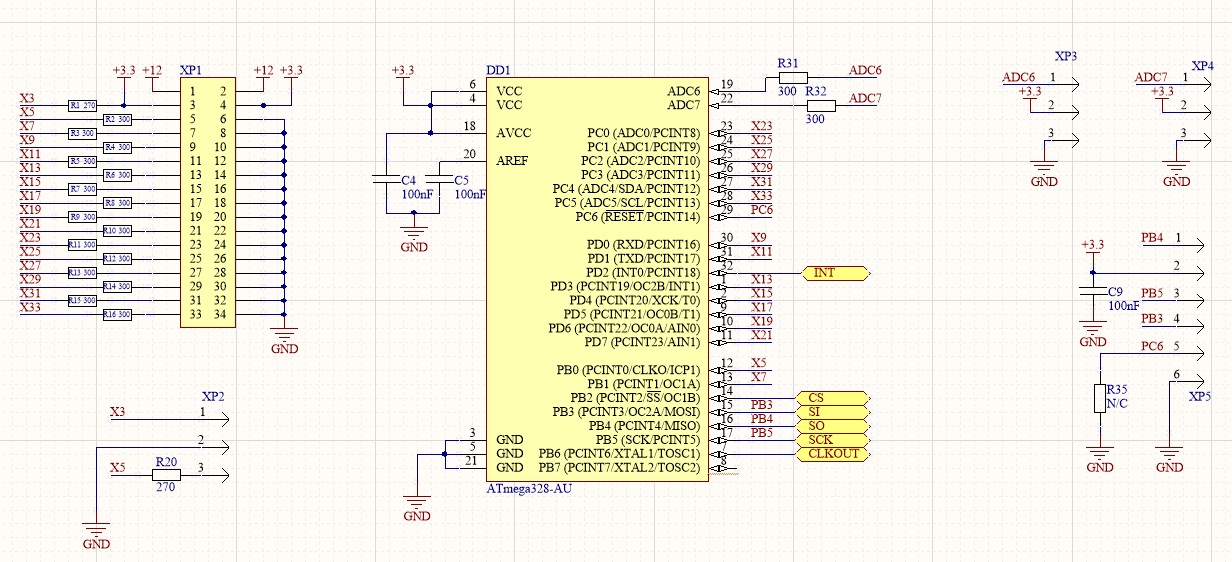 XP1
+3.3 +12 +12 +3.3
1 2
X3 R1 270 3 4
X5 R2 300 5 6
X7 R3 300 7 8
X9 R4 300 9 10
X11 R5 300 11 12
X13 R6 300 13 14
X15 R7 300 15 16
X17 R8 300 17 18
X19 R9 300 19 20
X21 R10 300 21 22
X23 R11 300 23 24
X25 R12 300 25 26
X27 R13 300 27 28
X29 R14 300 29 30
X31 R15 300 31 32
X33 R16 300 33 34
GND
XP2
X3 1
2
X5 R20 3
270
GND
+3.3
C4 C5
100nF 100nF
GND
DD1
6 VCC ADC6 19
4 VCC ADC7 22
18 AVCC PC0 (ADC0/PCINT8) 23 X23
PC1 (ADC1/PCINT9) 24 X25
20 AREF PC2 (ADC2/PCINT10) 25 X27
PC3 (ADC3/PCINT11) 26 X29
PC4 (ADC4/SDA/PCINT12) 27 X31
PC5 (ADC5/SCL/PCINT13) 28 X33
PC6 (RESET/PCINT14) 29 PC6
PD0 (RXD/PCINT16) 30 X9
PD1 (TXD/PCINT17) 31 X11
PD2 (INT0/PCINT18) 32 INT
PD3 (PCINT19/OC2B/INT1) 1 X13
PD4 (PCINT20/XCK/T0) X15
PD5 (PCINT21/OC0B/T1) 9 X17
PD6 (PCINT22/OC0A/AIN0) 10 X19
PD7 (PCINT23/AIN1) 11 X21
PB0 (PCINT0/CLKO/ICP1) 12 X5
PB1 (PCINT1/OC1A) 13 X7
PB2 (PCINT2/SS/OC1B) 14 CS
PB3 (PCINT3/OC2A/MOSI) 15 PB3 SI
PB4 (PCINT4/MISO) 16 PB4 SO
3 GND PB5 (SCK/PCINT5) 17 PB5 SCK
5 GND PB6 (PCINT6/XTAL1/TOSC1) 7 CLKOUT
21 GND PB7 (PCINT7/XTAL2/TOSC2) 8
ATmega328-AU
GND
R31 ADC6
300
R32 ADC7
300
XP3
ADC6 1
+3.3 2
3
GND
XP4
ADC7 1
+3.3 2
3
GND
+3.3
C9
100nF
GND
PB4 1
2
PB5 3
PB3 4
PC6 5
6
XP5
R35
N/C
GND
GND